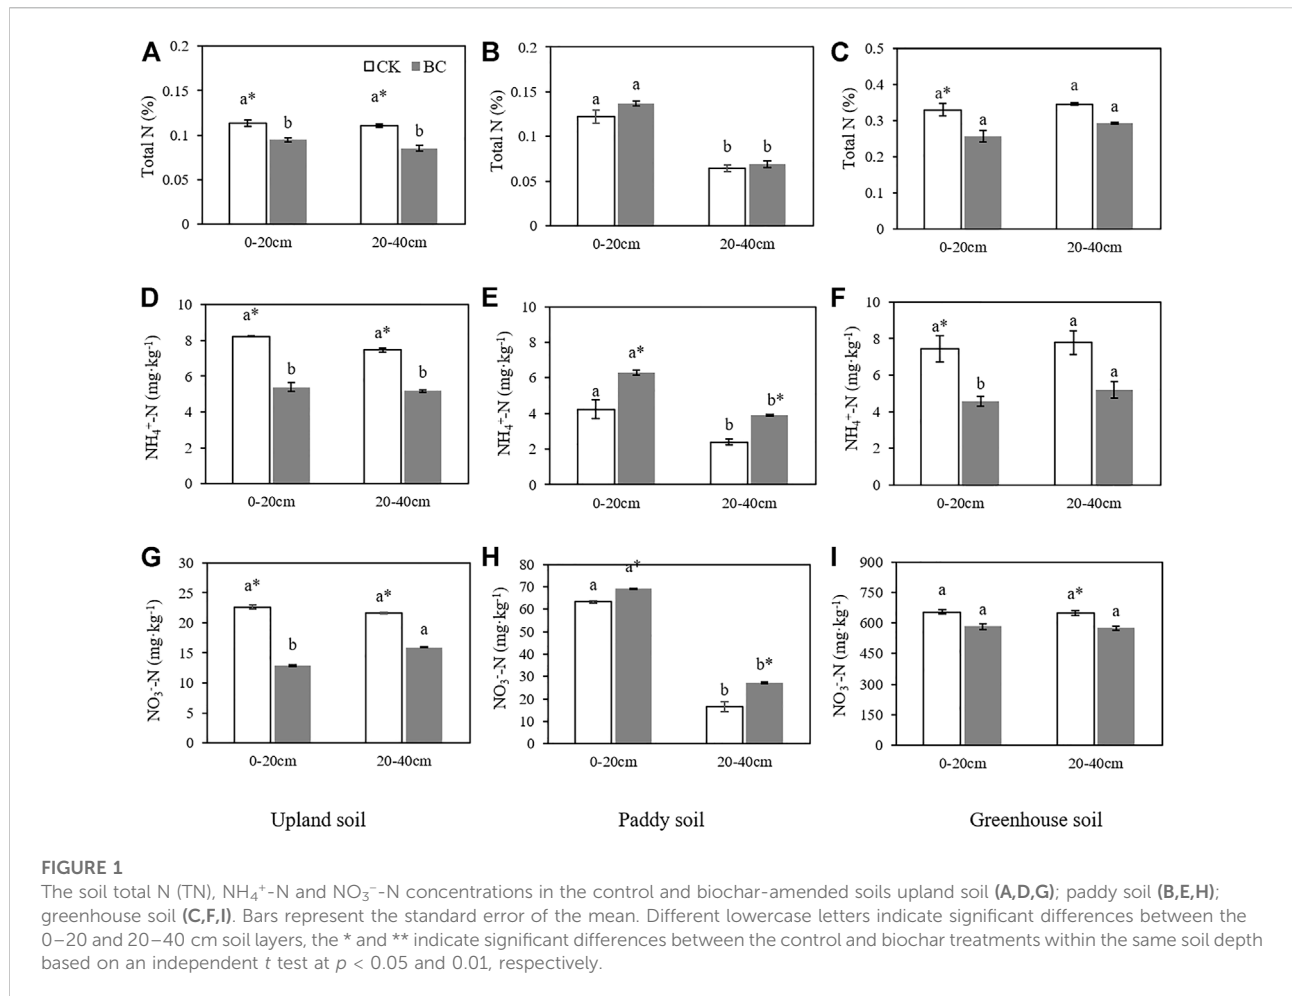 A
0.2
0.15
0.1
0.05
0
Total N (%)
CK BC
a* b a* b
0-20cm 20-40cm
B
0.2
0.15
0.1
0.05
0
Total N (%)
a a b b
0-20cm 20-40cm
C
0.5
0.4
0.3
0.2
0.1
0
Total N (%)
a* a a a
0-20cm 20-40cm
D
10
8
6
4
2
0
NH₄⁺-N (mg·kg⁻¹)
a* b a* b
0-20cm 20-40cm
E
10
8
6
4
2
0
NH₄⁺-N (mg·kg⁻¹)
a a* b b*
0-20cm 20-40cm
F
10
8
6
4
2
0
NH₄⁺-N (mg·kg⁻¹)
a* b a a
0-20cm 20-40cm
G
30
25
20
15
10
5
0
NO₃⁻-N (mg·kg⁻¹)
a* b a* a
0-20cm 20-40cm
H
80
70
60
50
40
30
20
10
0
NO₃⁻-N (mg·kg⁻¹)
a a* b b*
0-20cm 20-40cm
I
900
750
600
450
300
150
0
NO₃⁻-N (mg·kg⁻¹)
a a a* a
0-20cm 20-40cm
Upland soil Paddy soil Greenhouse soil
FIGURE 1
The soil total N (TN), NH₄⁺-N and NO₃⁻-N concentrations in the control and biochar-amended soils upland soil (A,D,G); paddy soil (B,E,H);
greenhouse soil (C,F,I). Bars represent the standard error of the mean. Different lowercase letters indicate significant differences between the
0–20 and 20–40 cm soil layers, the * and ** indicate significant differences between the control and biochar treatments within the same soil depth
based on an independent t test at p < 0.05 and 0.01, respectively.